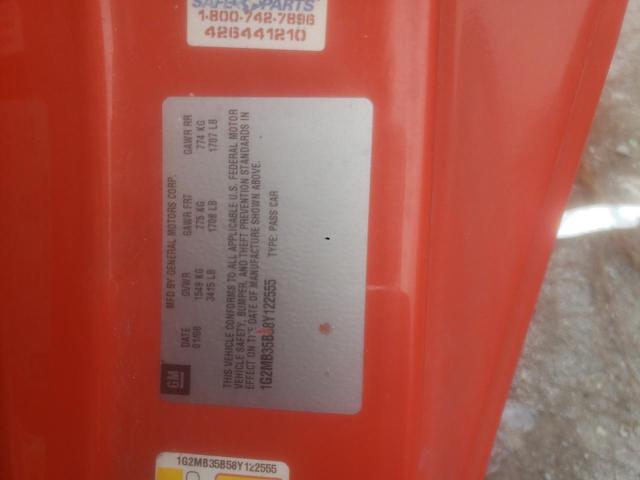 SAFE PARTS
1-800-742-7896
426441210
GM
MFD BY GENERAL MOTORS CORP.
DATE GVWR GAWR FRT GAWR RR
01/08 1549 KG 775 KG 774 KG
3415 LB 1708 LB 1707 LB
THIS VEHICLE CONFORMS TO ALL APPLICABLE U.S. FEDERAL MOTOR
VEHICLE SAFETY, BUMPER, AND THEFT PREVENTION STANDARDS IN
EFFECT ON THE DATE OF MANUFACTURE SHOWN ABOVE.
1G2MB35B58Y122555 TYPE: PASS CAR
1G2MB35B58Y122555